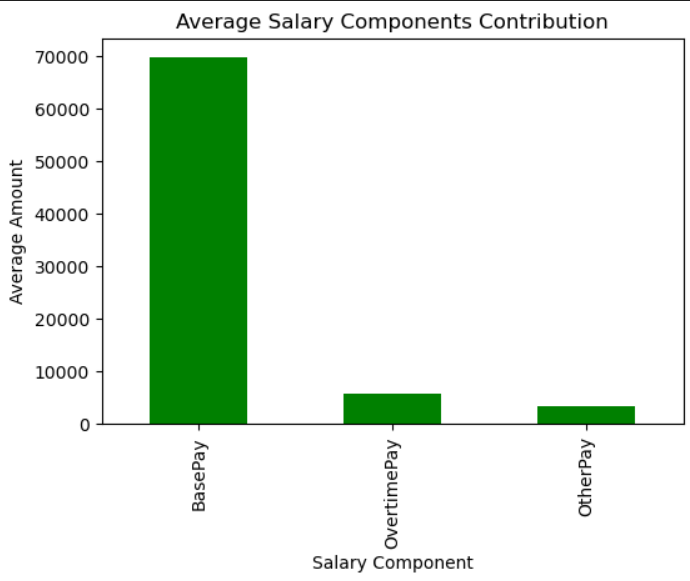 Average Salary Components Contribution
70000
60000
50000
40000
30000
20000
10000
0
Average Amount
BasePay
OvertimePay
OtherPay
Salary Component